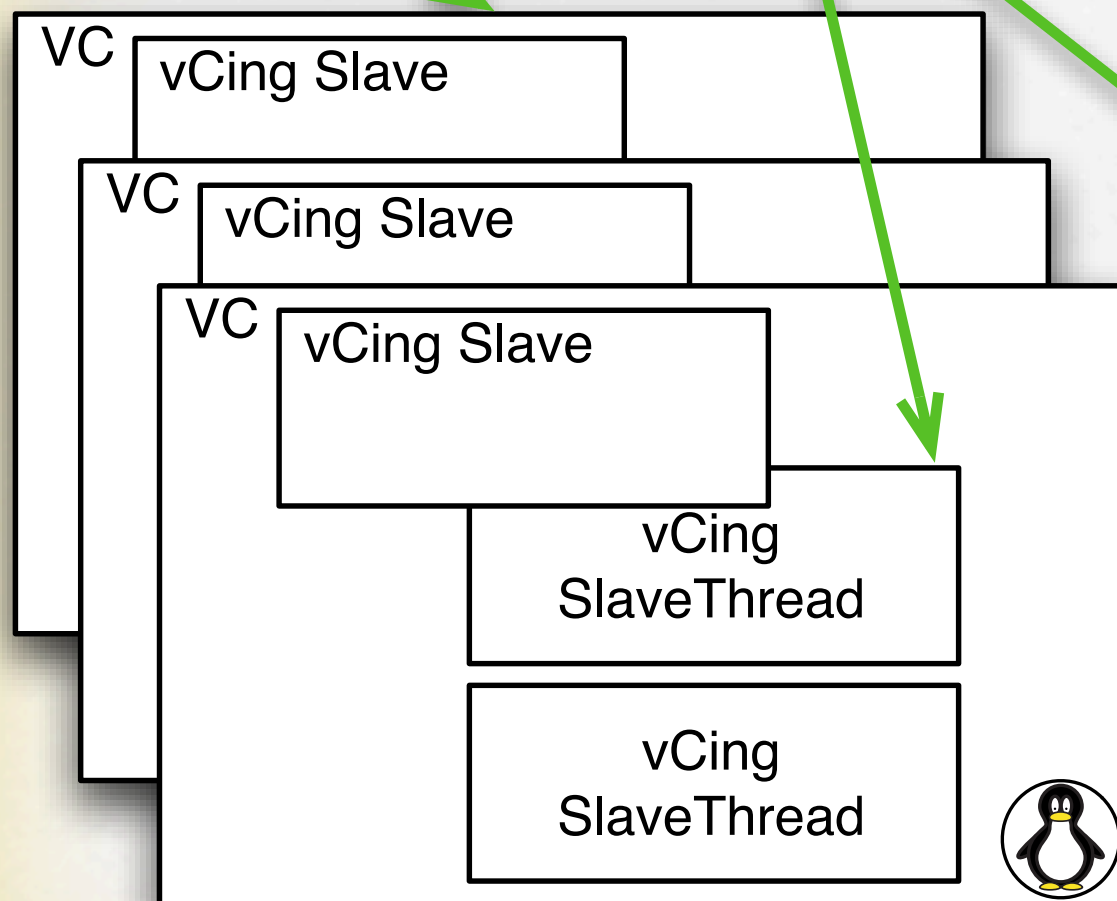 VC
vCing Slave
VC
vCing Slave
VC
vCing Slave
vCing
SlaveThread
vCing
SlaveThread